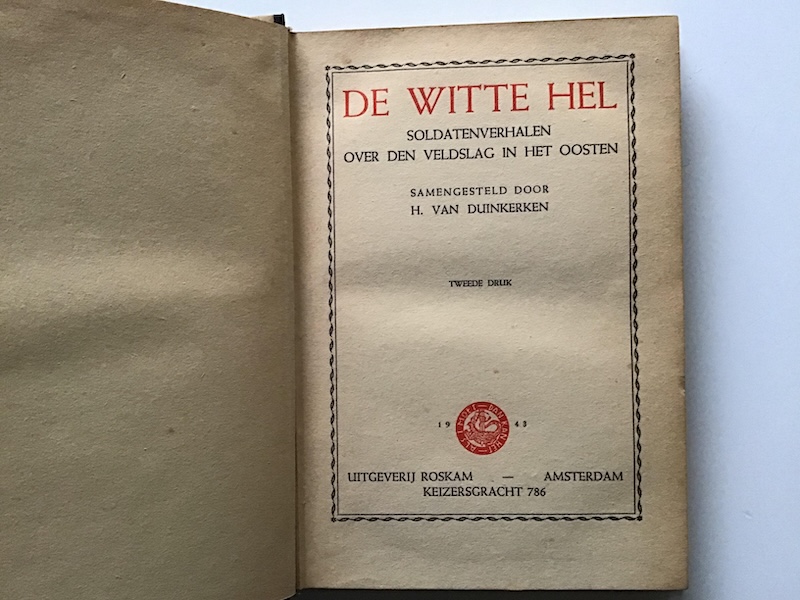 DE WITTE HEL
SOLDATENVERHALEN
OVER DEN VELDSLAG IN HET OOSTEN
SAMENGESTELD DOOR
H. VAN DUINKERKEN
TWEEDE DRUK
19 43
UITGEVERIJ ROSKAM — AMSTERDAM
KEIZERSGRACHT 786